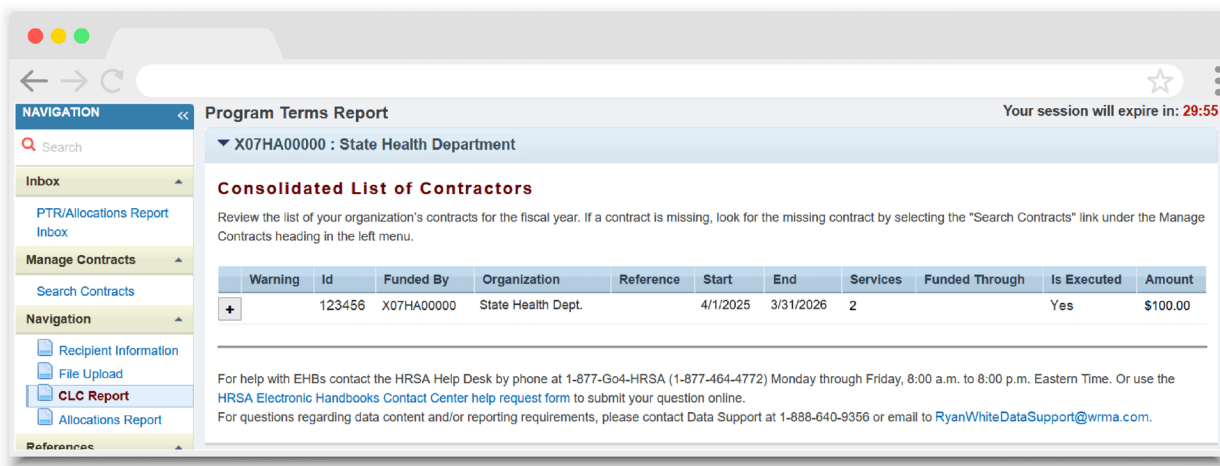 NAVIGATION «
Search
Inbox
PTR/Allocations Report
Inbox
Manage Contracts
Search Contracts
Navigation
Recipient Information
File Upload
CLC Report
Allocations Report
References
Program Terms Report
Your session will expire in: 29:55
X07HA00000 : State Health Department
Consolidated List of Contractors
Review the list of your organization's contracts for the fiscal year. If a contract is missing, look for the missing contract by selecting the "Search Contracts" link under the Manage
Contracts heading in the left menu.
Warning Id Funded By Organization Reference Start End Services Funded Through Is Executed Amount
+ 123456 X07HA00000 State Health Dept. 4/1/2025 3/31/2026 2 Yes $100.00
For help with EHBs contact the HRSA Help Desk by phone at 1-877-Go4-HRSA (1-877-464-4772) Monday through Friday, 8:00 a.m. to 8:00 p.m. Eastern Time. Or use the
HRSA Electronic Handbooks Contact Center help request form to submit your question online.
For questions regarding data content and/or reporting requirements, please contact Data Support at 1-888-640-9356 or email to RyanWhiteDataSupport@wrma.com.